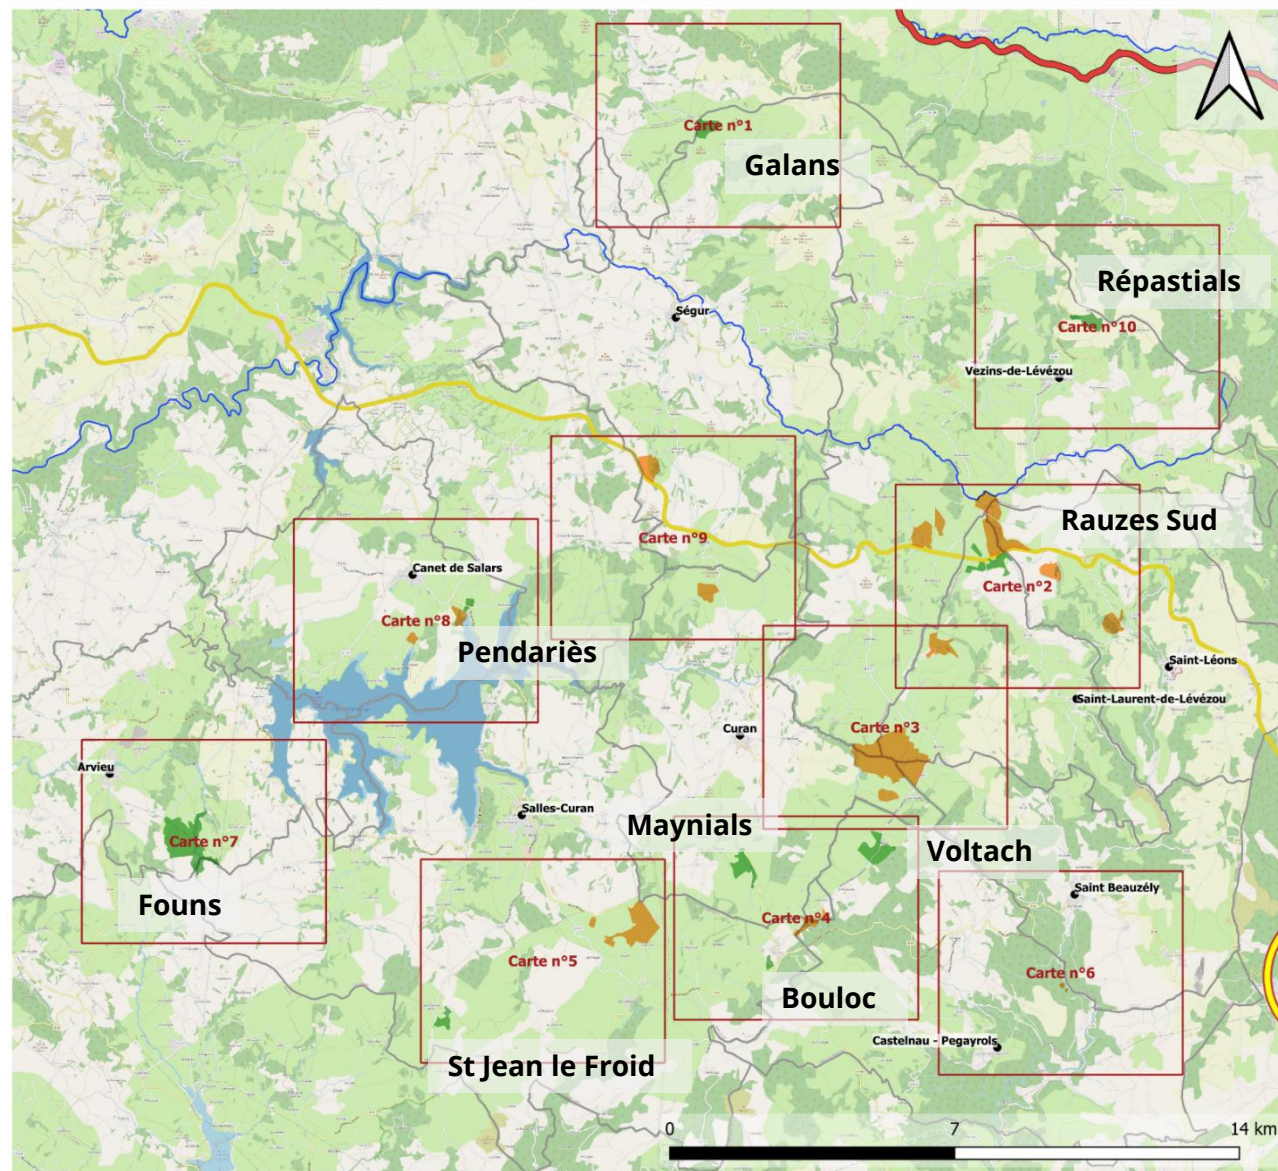 Carte n°1
Galans
Répastials
Ségur
Carte n°10
Vezins-de-Lévézou
Rauzes Sud
Carte n°9
Canet de Salars
Carte n°2
Carte n°8
Pendariès
Saint-Léons
Saint-Laurent-de-Lévézou
Curan
Carte n°3
Arvieu
Salles-Curan
Maynials
Carte n°7
Voltach
Saint Beauzély
Founs
Carte n°4
Carte n°5
Carte n°6
Bouloc
Castelnau - Pegayrols
St Jean le Froid
0 7 14 km